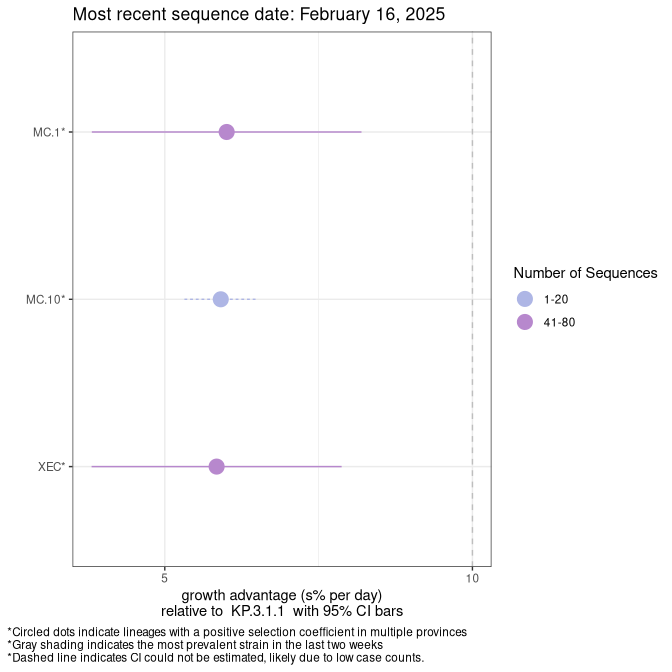 Most recent sequence date: February 16, 2025
MC.1*
MC.10*
XEC*
Number of Sequences
1-20
41-80
5
10
growth advantage (s% per day)
relative to  KP.3.1.1  with 95% CI bars
*Circled dots indicate lineages with a positive selection coefficient in multiple provinces
*Gray shading indicates the most prevalent strain in the last two weeks
*Dashed line indicates CI could not be estimated, likely due to low case counts.